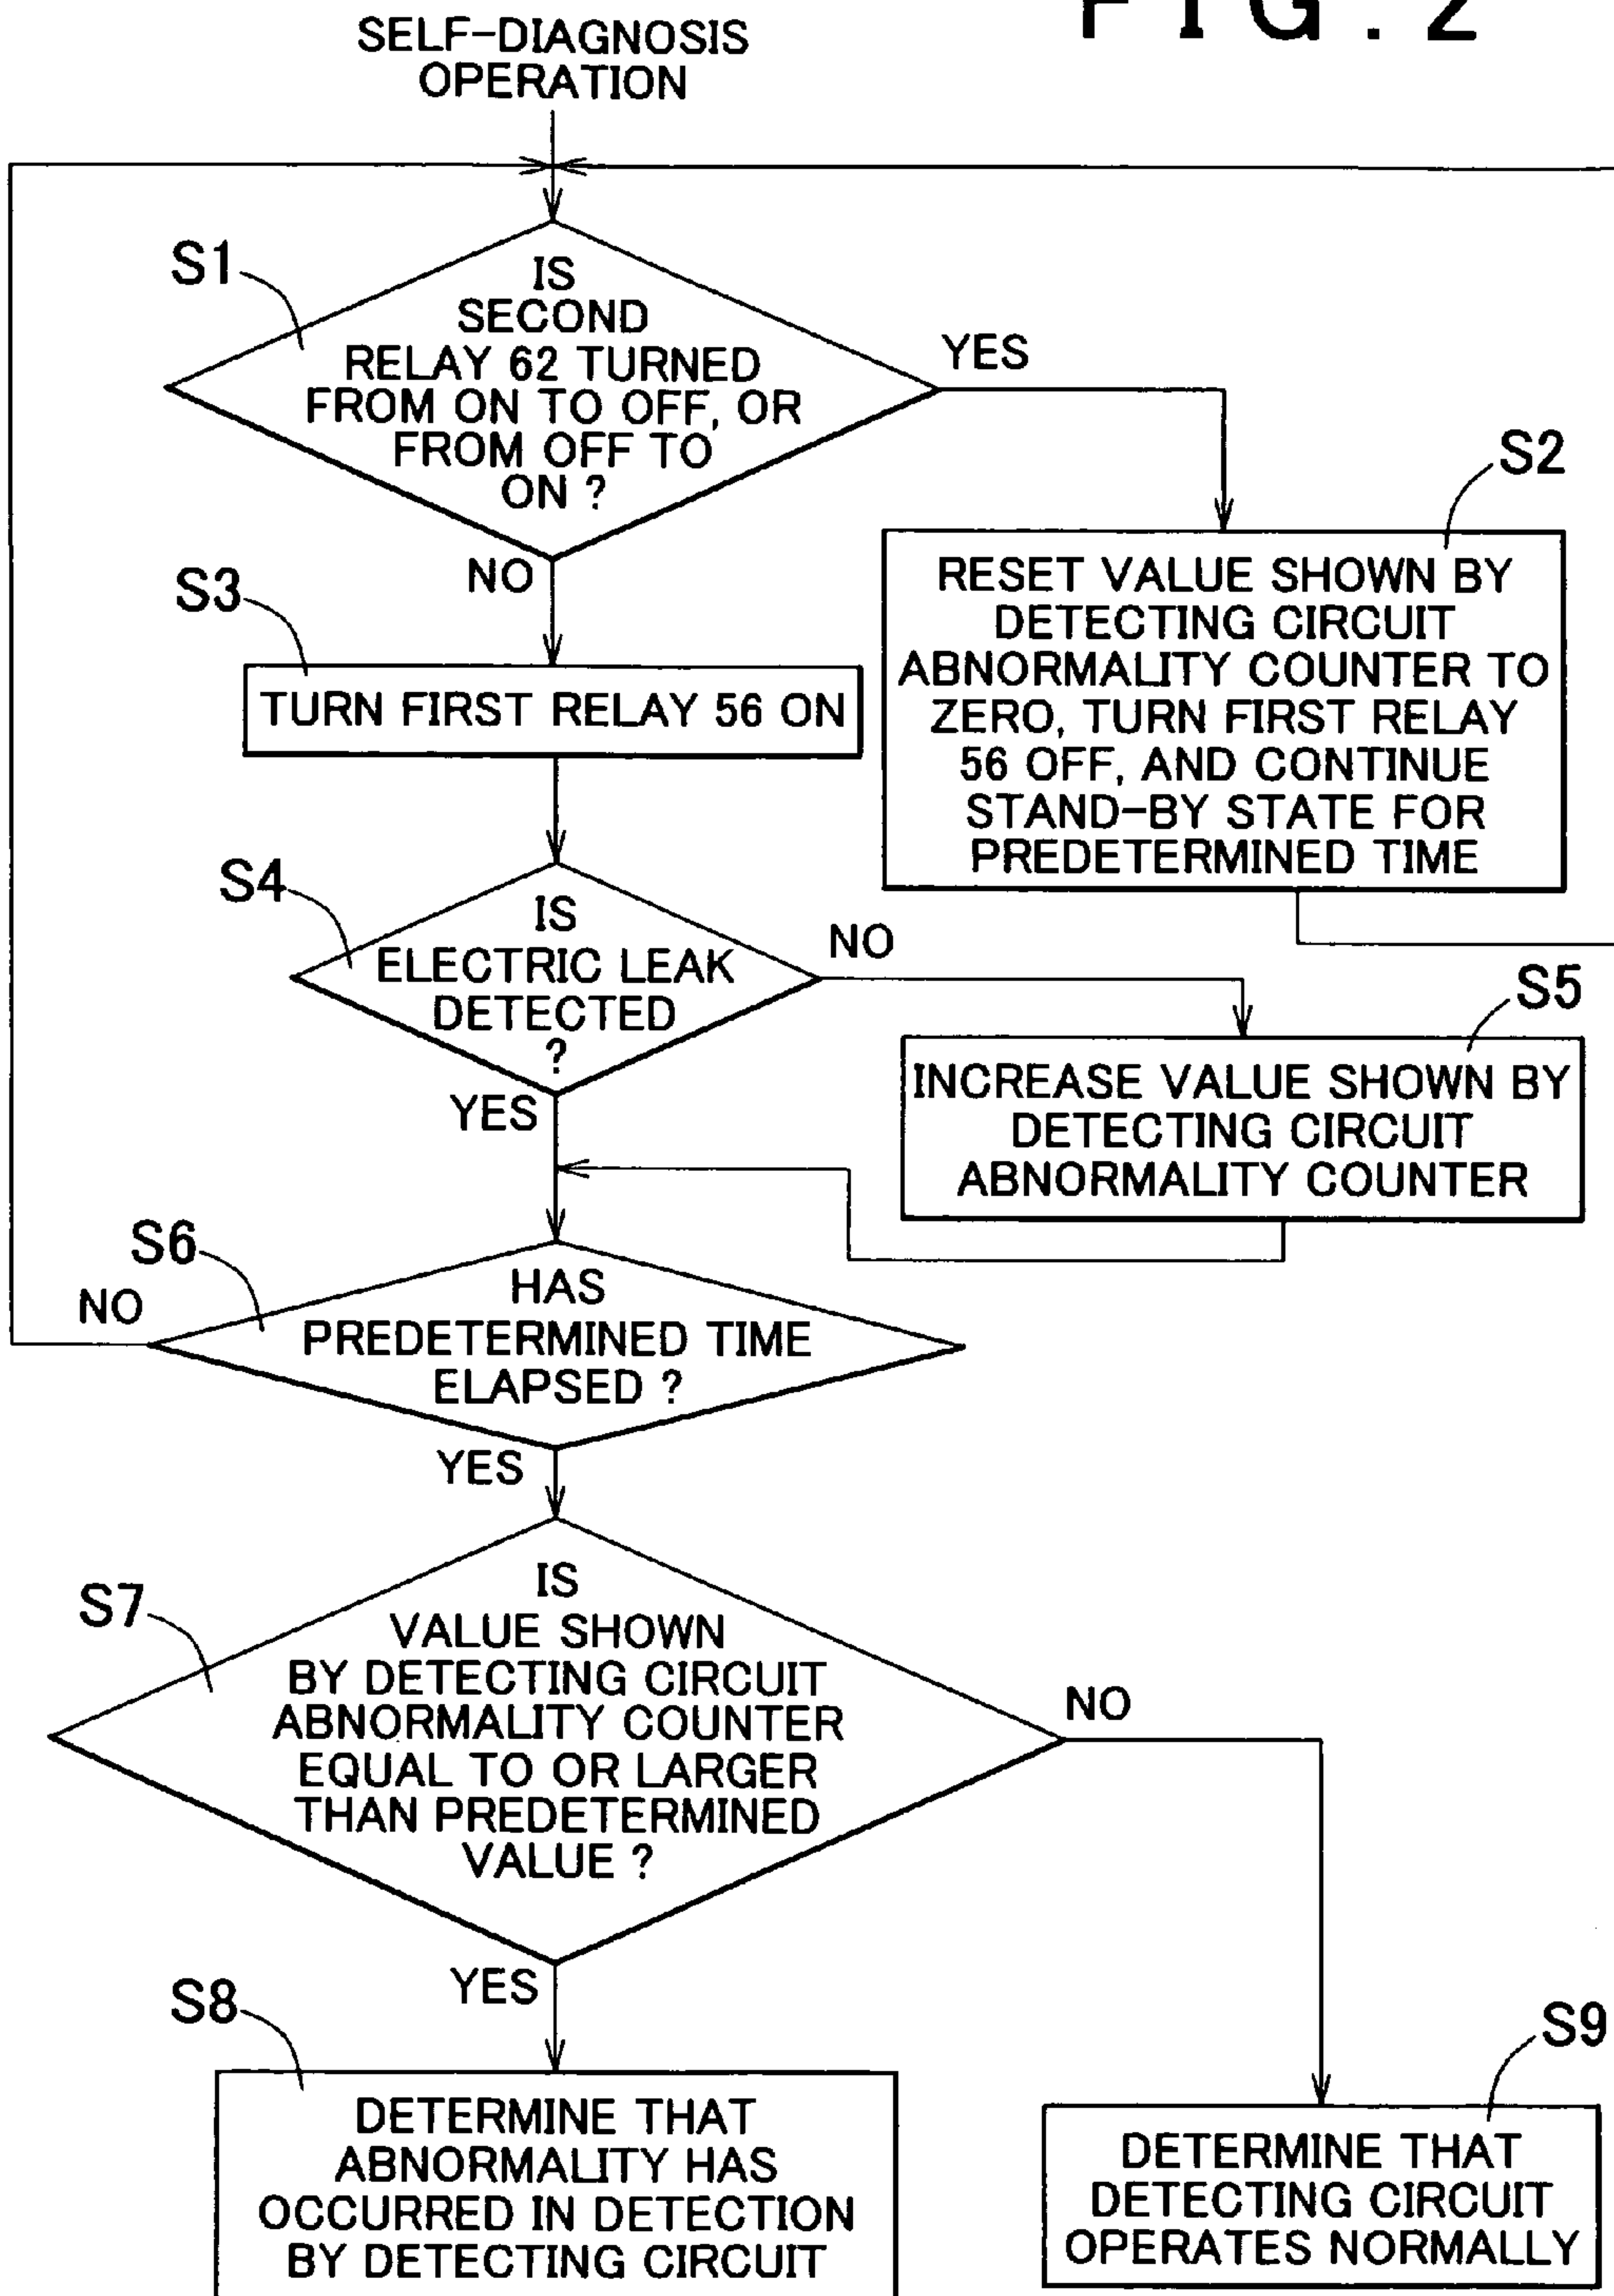 FIG.2
SELF-DIAGNOSIS
OPERATION
S1
IS
SECOND
RELAY 62 TURNED
FROM ON TO OFF, OR
FROM OFF TO
ON ?
YES
NO
S2
RESET VALUE SHOWN BY
DETECTING CIRCUIT
ABNORMALITY COUNTER TO
ZERO, TURN FIRST RELAY
56 OFF, AND CONTINUE
STAND-BY STATE FOR
PREDETERMINED TIME
S3
TURN FIRST RELAY 56 ON
S4
IS
ELECTRIC LEAK
DETECTED
?
NO
YES
S5
INCREASE VALUE SHOWN BY
DETECTING CIRCUIT
ABNORMALITY COUNTER
S6
HAS
PREDETERMINED TIME
ELAPSED ?
NO
YES
S7
IS
VALUE SHOWN
BY DETECTING CIRCUIT
ABNORMALITY COUNTER
EQUAL TO OR LARGER
THAN PREDETERMINED
VALUE ?
NO
YES
S8
DETERMINE THAT
ABNORMALITY HAS
OCCURRED IN DETECTION
BY DETECTING CIRCUIT
S9
DETERMINE THAT
DETECTING CIRCUIT
OPERATES NORMALLY